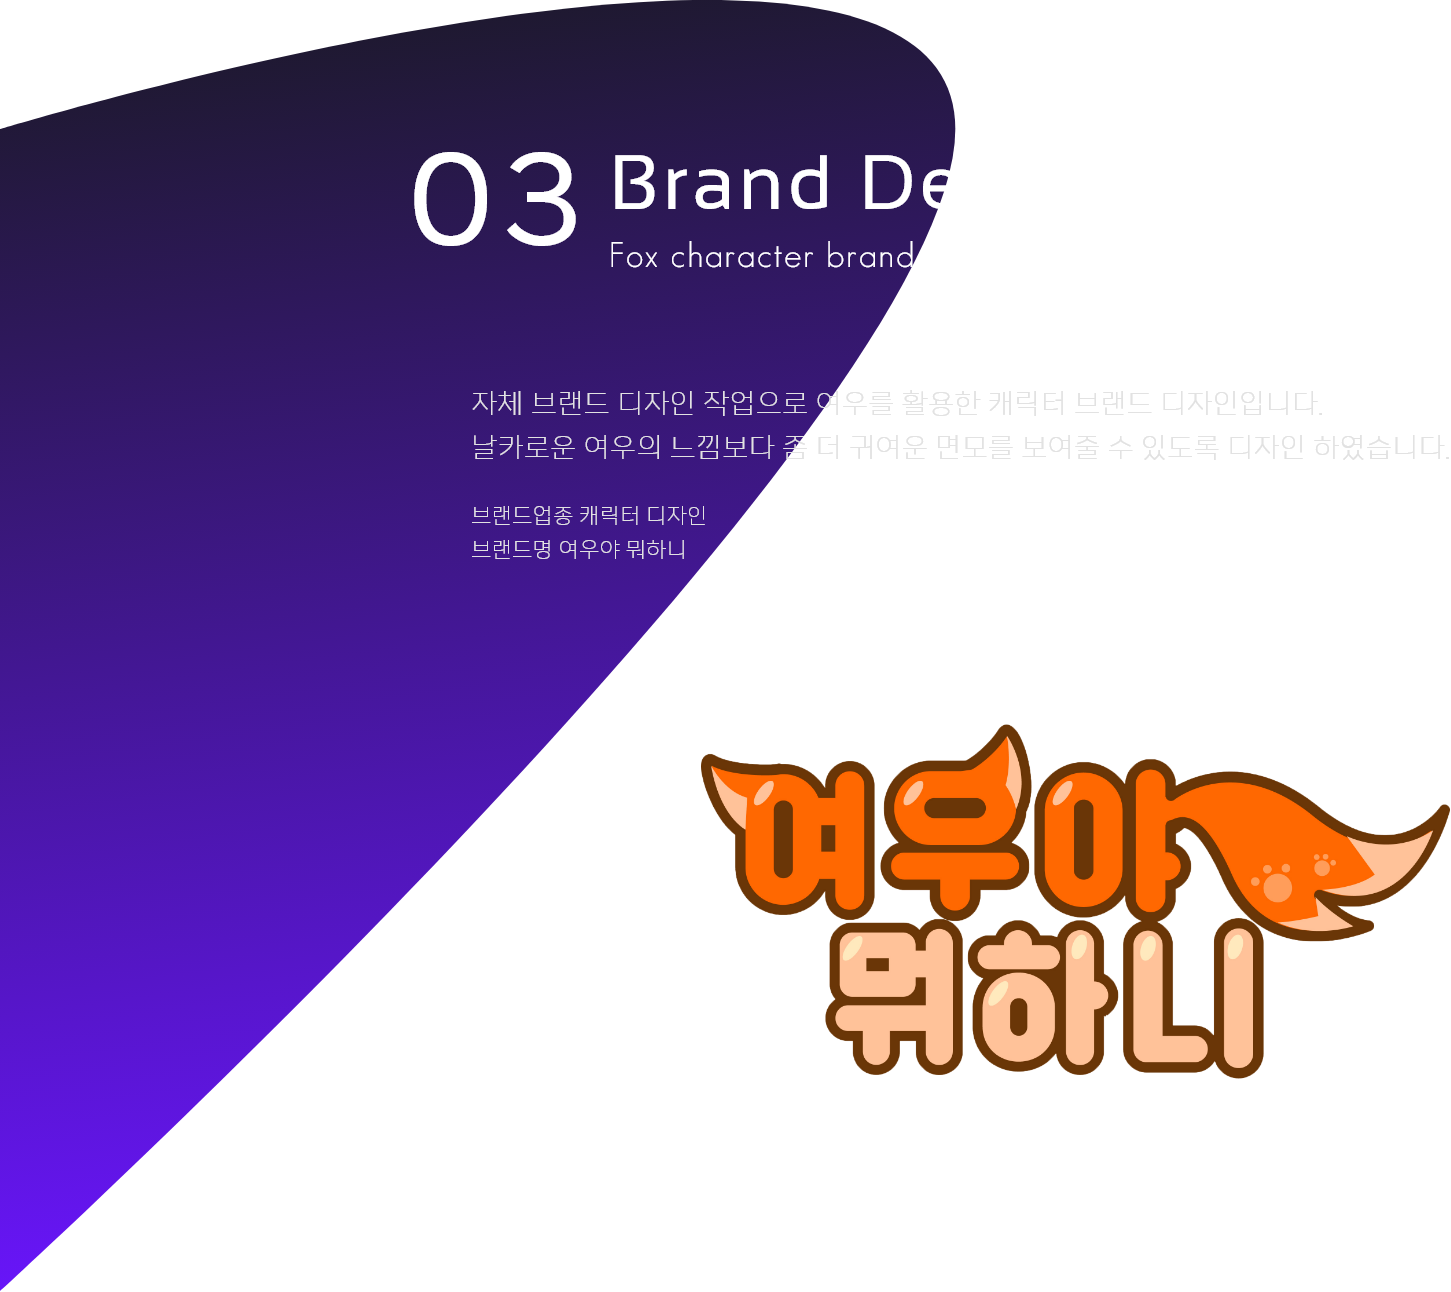 03
Brand De
Fox character brand
자체 브랜드 디자인 작업으로 여우를 활용한 캐릭터 브랜드 디자인입니다.
날카로운 여우의 느낌보다 좀 더 귀여운 면모를 보여줄 수 있도록 디자인 하였습니다.
브랜드업종 캐릭터 디자인
브랜드명 여우야 뭐하니
여우야
뭐하니